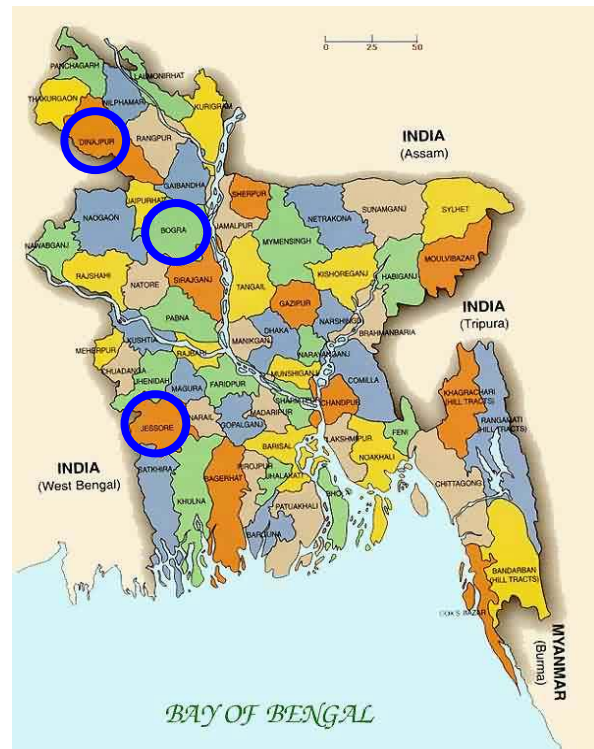 PANCHAGARH
LALMONIRHAT
0 25 50
THAKURGAON
NILPHAMAR
KURIGRAM
DINAJPUR
RANGPUR
INDIA
(Assam)
GAIBANDHA
SHERPUR
SYLHET
NAOGAON
JAIPURHAT
NETRAKONA
SUNAMGANJ
BOGRA
JAMALPUR
NAWABGANJ
MYMENSINGH
MOULVIBAZAR
RAJSHAHI
SIRAJGANJ
KISHOREGANJ
HABIGANJ
NATORE
TANGAIL
GAZIPUR
INDIA
(Tripura)
PABNA
DHAKA
NARSHINGDI
BRAHMANBARIA
KUSHTIA
MANIKGANJ
MEHERPUR
RAJBARI
NARAYANGANJ
CHUADANGA
MUNSHIGANJ
JHENIDAH
MAGURA
FARIDPUR
COMILLA
KHAGRACHARI
(HILL TRACTS)
CHANDPUR
MADARIPUR
NARAIL
JESSORE
GOPALGANJ
RANGAMATI
(HILL TRACTS)
FENI
LAKSHMIPUR
BARISAL
NOAKHALI
INDIA
(West Bengal)
SATKHIRA
BAGERHAT
PIROJPUR
JHALAKATI
CHITTAGONG
KHULNA
BHOLA
PATUAKHALI
BARGUNA
BANDARBAN
(HILL TRACTS)
COX'S BAZAR
MYANMAR
(Burma)
BAY OF BENGAL